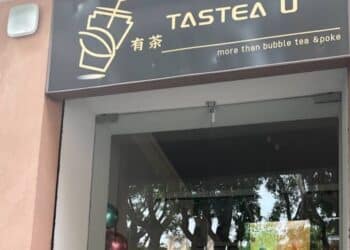 TASTEA U
有茶
more than bubble tea &poke